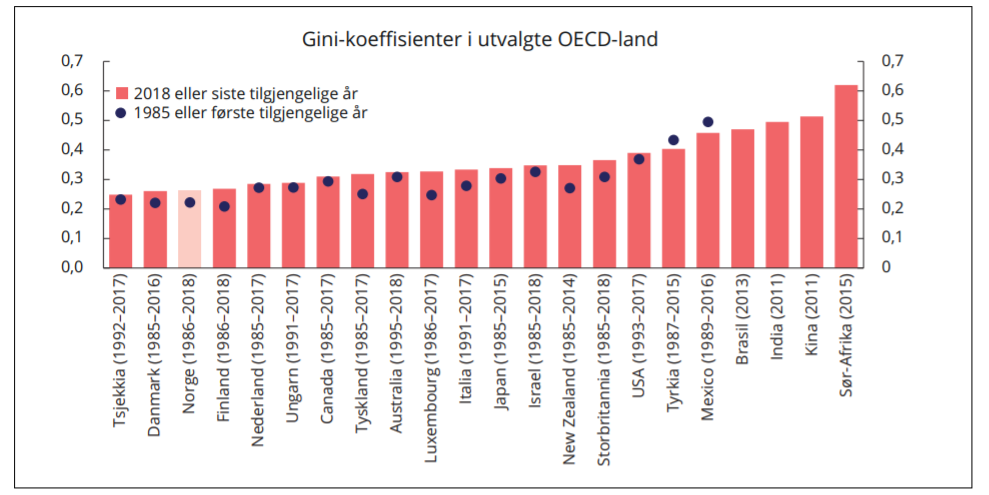 Gini-koeffisienter i utvalgte OECD-land
0,7
0,6
0,5
0,4
0,3
0,2
0,1
0,0
2018 eller siste tilgjengelige år
1985 eller første tilgjengelige år
0,7
0,6
0,5
0,4
0,3
0,2
0,1
0
Tsjekkia (1992–2017)
Danmark (1985–2016)
Norge (1986–2018)
Finland (1986–2018)
Nederland (1985–2017)
Ungarn (1991–2017)
Canada (1985–2017)
Tyskland (1985–2017)
Australia (1995–2018)
Luxembourg (1986–2017)
Italia (1991–2017)
Japan (1985–2015)
Israel (1985–2018)
New Zealand (1985–2014)
Storbritannia (1985–2018)
USA (1993–2017)
Tyrkia (1987–2015)
Mexico (1989–2016)
Brasil (2013)
India (2011)
Kina (2011)
Sør-Afrika (2015)